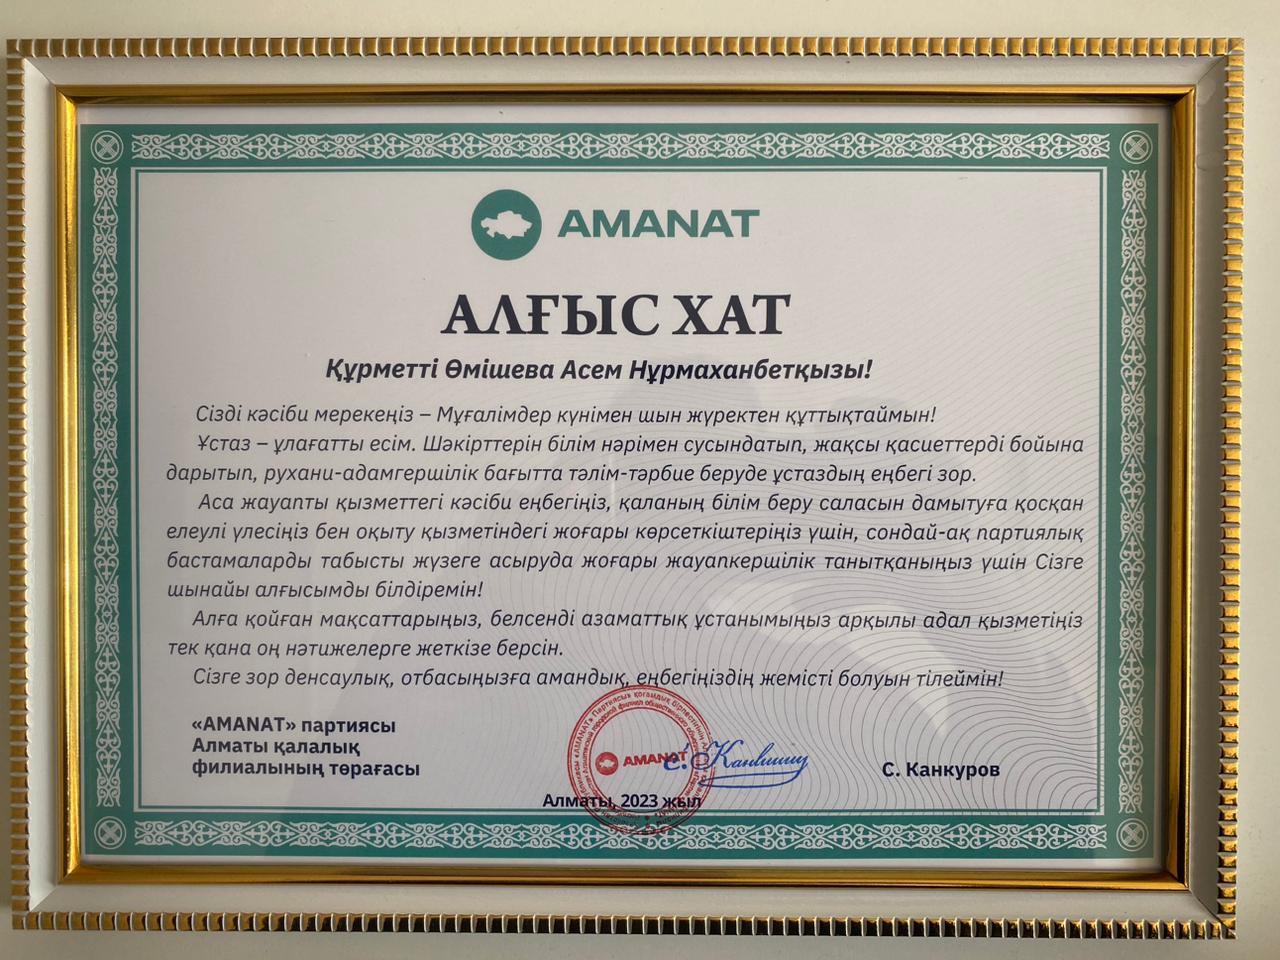 AMANAT
АЛҒЫС ХАТ
Құрметті Өмішева Асем Нұрмаханбетқызы!
Сізді кәсіби мерекеңіз – Мұғалімдер күнімен шын жүректен құттықтаймын!
Ұстаз – ұлағатты есім. Шәкірттерін білім нәрімен сусындатып, жақсы қасиеттерді бойына
дарытып, рухани-адамгершілік бағытта тәлім-тәрбие беруде ұстаздың еңбегі зор.
Аса жауапты қызметтегі кәсіби еңбегіңіз, қаланың білім беру саласын дамытуға қосқан
елеулі үлесіңіз бен оқыту қызметіндегі жоғары көрсеткіштеріңіз үшін, сондай-ақ партиялық
бастамаларды табысты жүзеге асыруда жоғары жауапкершілік танытқаныңыз үшін Сізге
шынайы алғысымды білдіремін!
Алға қойған мақсаттарыңыз, белсенді азаматтық ұстанымыңыз арқылы адал қызметіңіз
тек қана оң нәтижелерге жеткізе берсін.
Сізге зор денсаулық, отбасыңызға амандық, еңбегіңіздің жемісті болуын тілеймін!
«AMANAT» партиясы
Алматы қалалық
филиалының төрағасы
AMANAT
С. Канкуров
Алматы, 2023 жыл